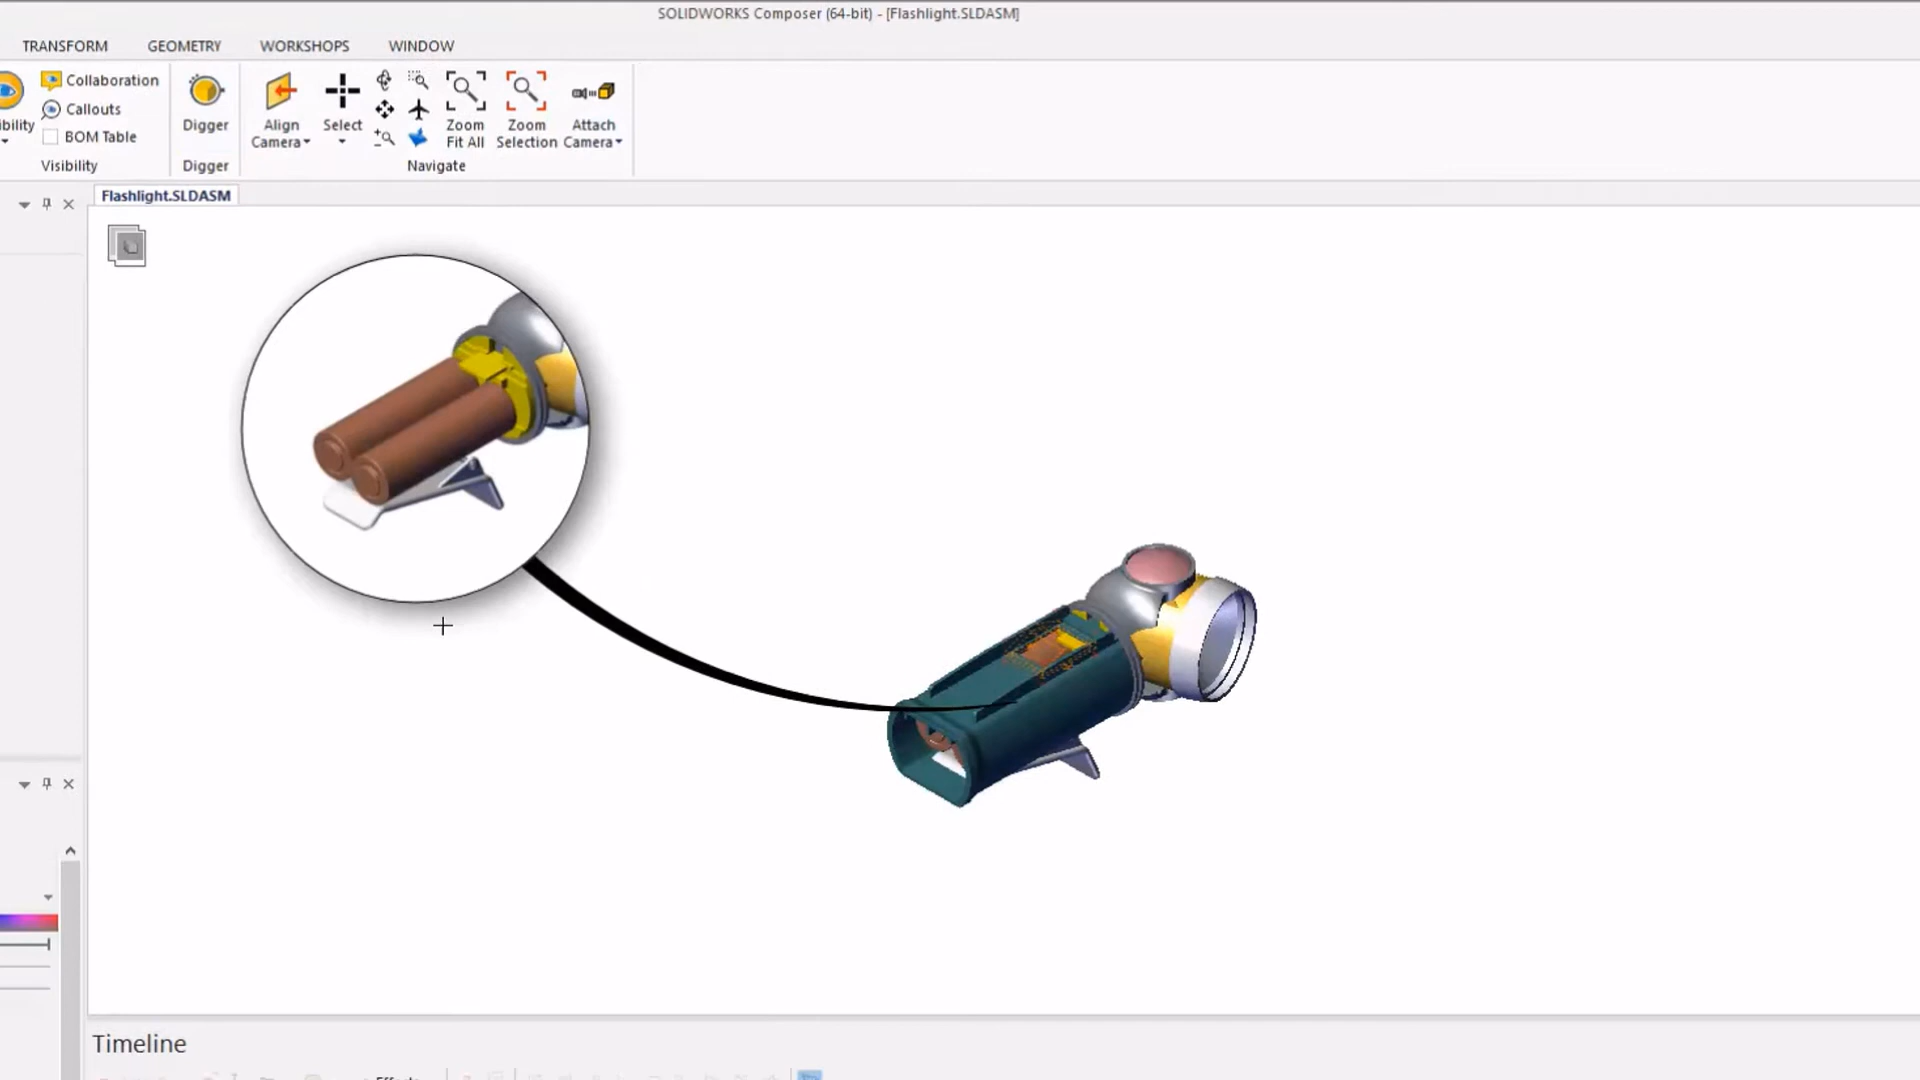 SOLIDWORKS Composer (64-bit) - [Flashlight.SLDASM]
TRANSFORM GEOMETRY WORKSHOPS WINDOW
Collaboration
Callouts
BOM Table
Digger
Align
Camera
Select
Zoom
Fit All
Zoom
Selection
Attach
Camera
Visibility Digger Navigate
Flashlight.SLDASM
Timeline